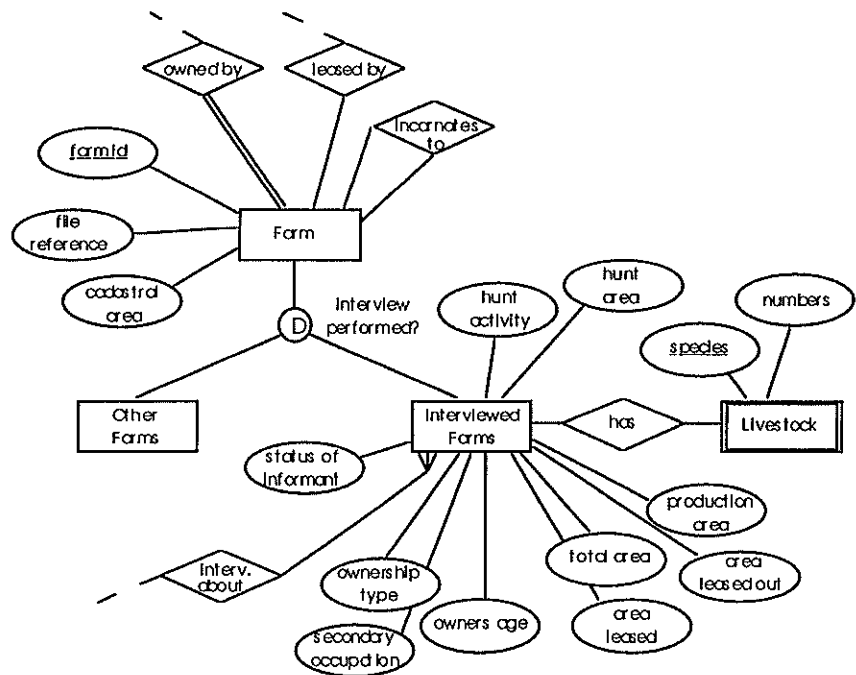 owned by
leased by
Incarnates
to
farmId
file
reference
Farm
cadastral
area
Interview
performed?
D
hunt
activity
hunt
area
numbers
species
Other
Farms
Interviewed
Farms
has
Livestock
status of
Informant
production
area
Interv.
about
ownership
type
total area
area
leased out
secondary
occupation
owners age
area
leased